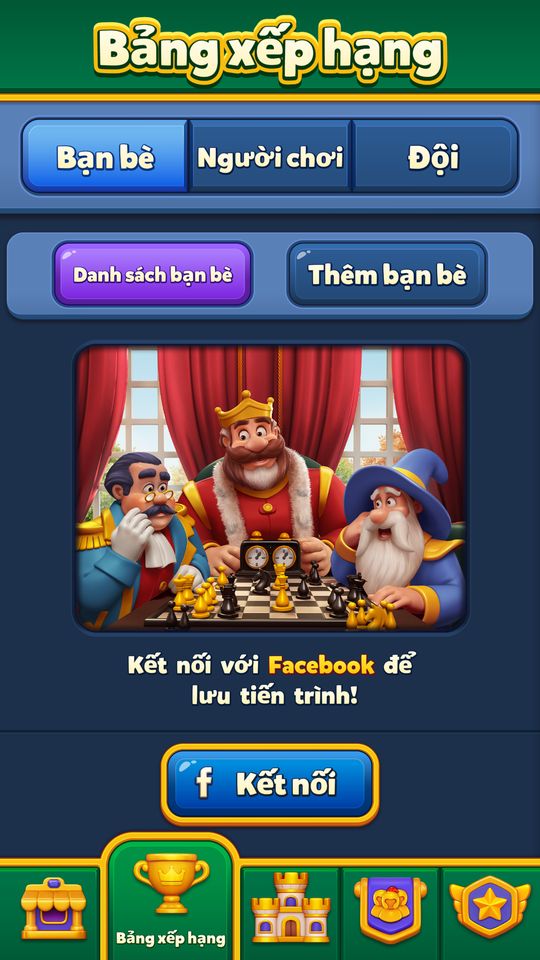 Bảng xếp hạng
Bạn bè
Người chơi
Đội
Danh sách bạn bè
Thêm bạn bè
Kết nối với Facebook để
lưu tiến trình!
f Kết nối
Bảng xếp hạng